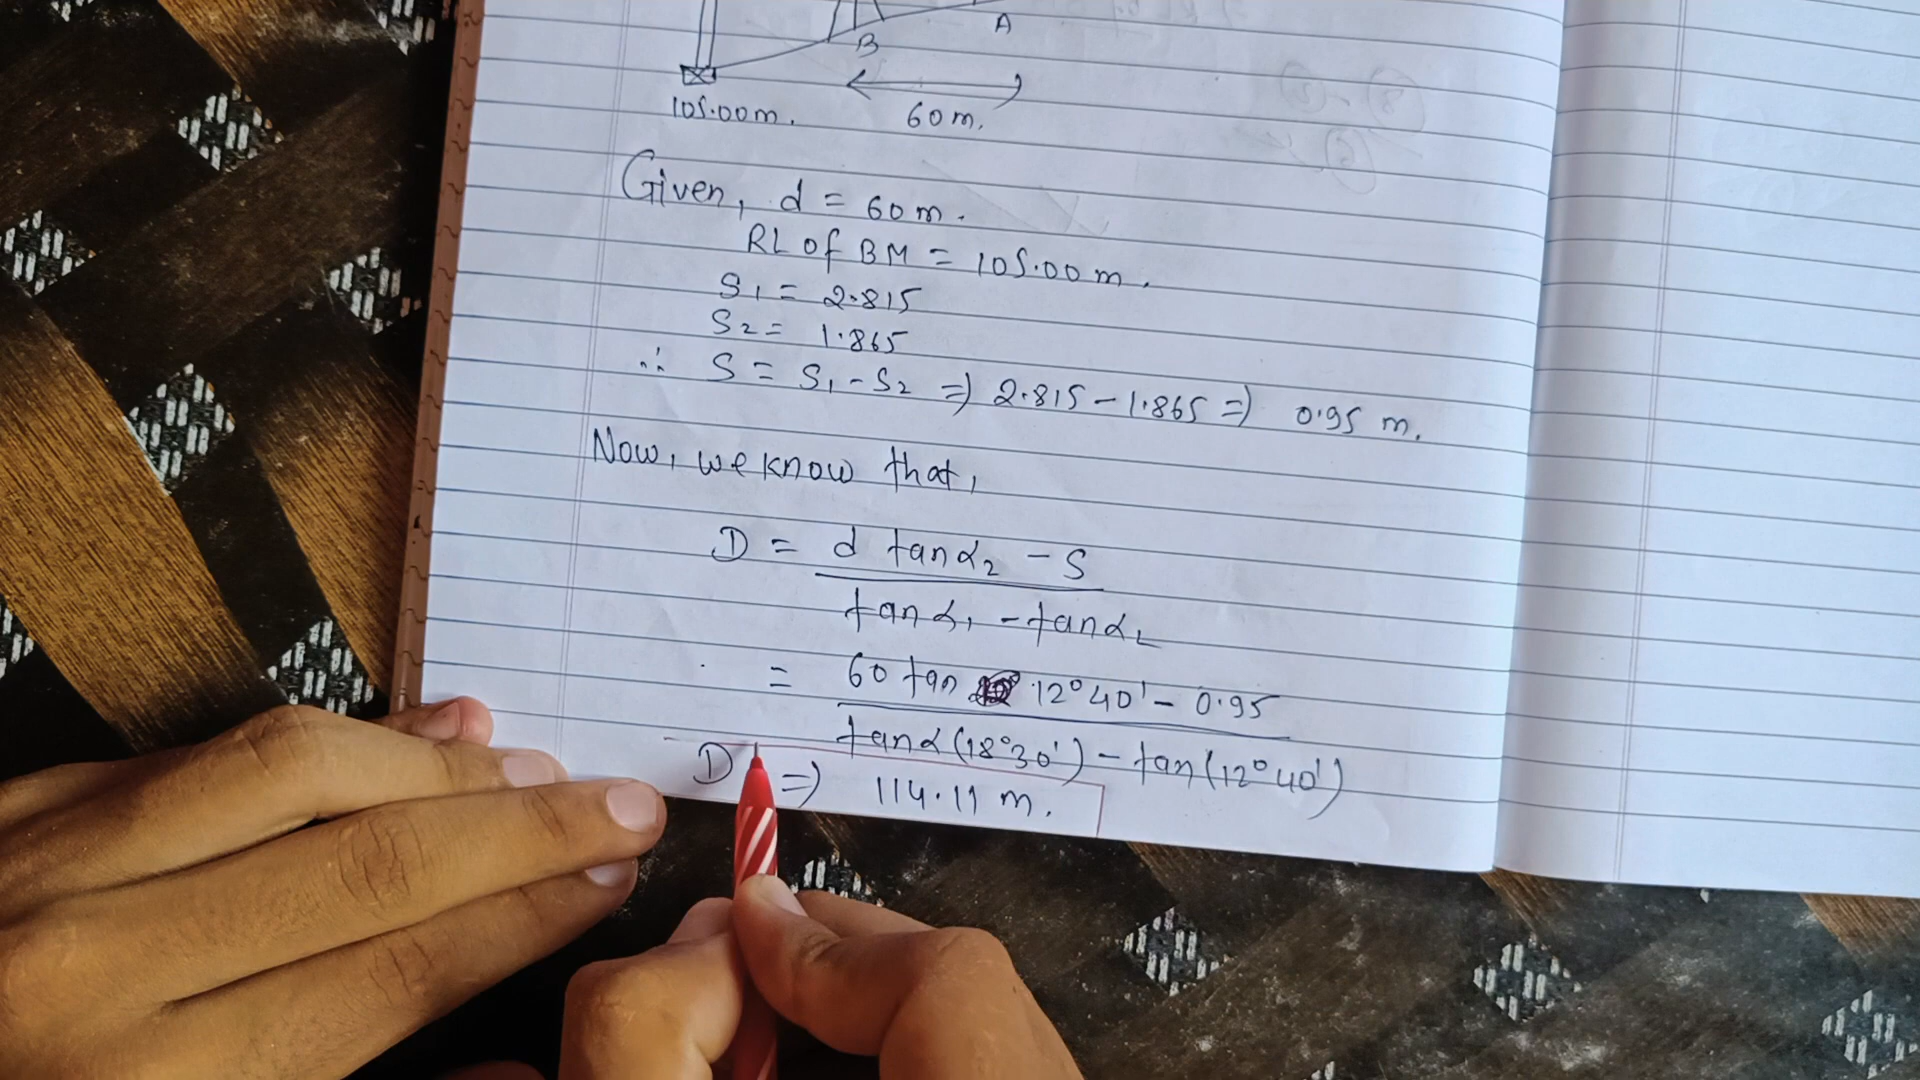 B
A
105.00m.
60m.
Given, d = 60m.
RL of BM = 105.00m.
S₁ = 2.815
S₂ = 1.865
∴ S = S₁ - S₂ ⇒ 2.815 - 1.865 ⇒ 0.95 m.
Now, we know that,
D = d tanα₂ - S
tanα₁ - tanα₂
= 60 tan 12°40' - 0.95
tanα(18°30') - tan(12°40')
D ⇒ 114.11 m.